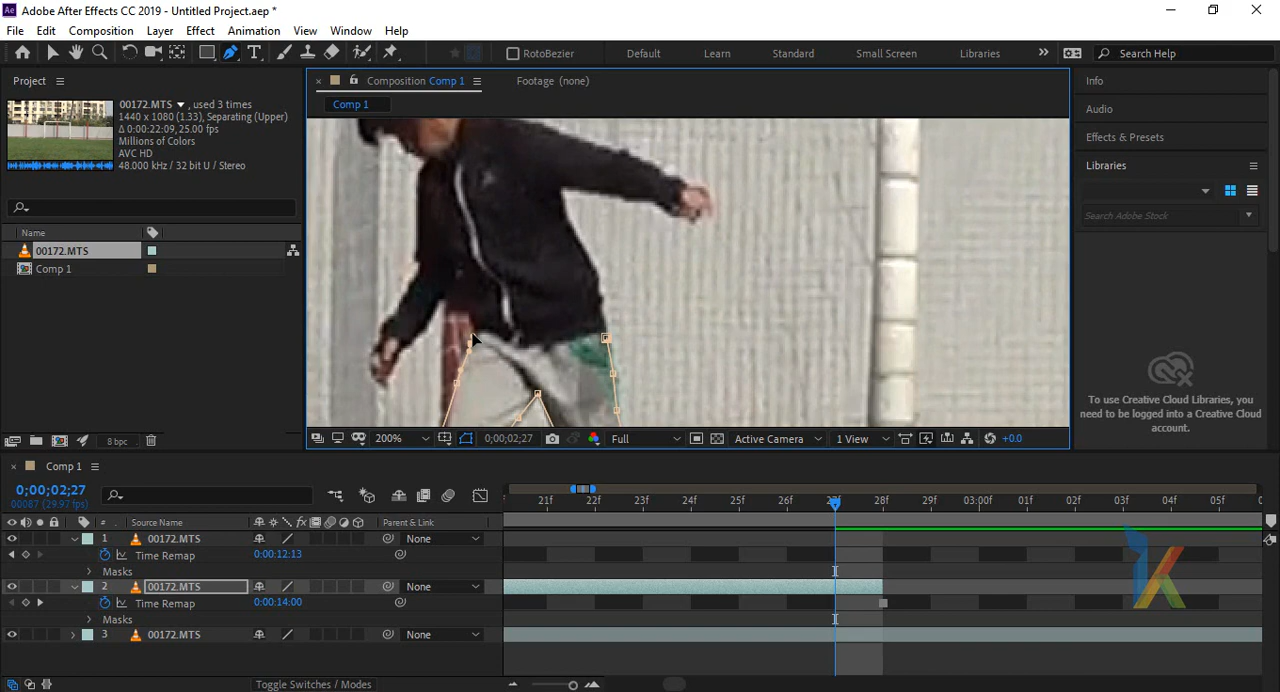 Ae Adobe After Effects CC 2019 - Untitled Project.aep *
File Edit Composition Layer Effect Animation View Window Help
RotoBezier Default Learn Standard Small Screen Libraries » Search Help
Project
00172.MTS ▼, used 3 times
1440 x 1080 (1.33), Separating (Upper)
Δ 0:00:22:09, 25.00 fps
Millions of Colors
AVC HD
48.000 kHz / 32 bit U / Stereo
Name
00172.MTS
Comp 1
8 bpc
Composition Comp 1
Footage (none)
Comp 1
200% 0;00;02;27 Full Active Camera 1 View +0.0
Info
Audio
Effects & Presets
Libraries
Search Adobe Stock
To use Creative Cloud Libraries, you
need to be logged into a Creative Cloud
account.
Comp 1
0;00;02;27
00087 (29.97 fps)
# Source Name fx Parent & Link
21f 22f 23f 24f 25f 26f 27f 28f 29f 03:00f 01f 02f 03f 04f 05f
1 00172.MTS None
Time Remap 0:00:12:13
Masks
2 00172.MTS None
Time Remap 0:00:14:00
Masks
3 00172.MTS None
Toggle Switches / Modes